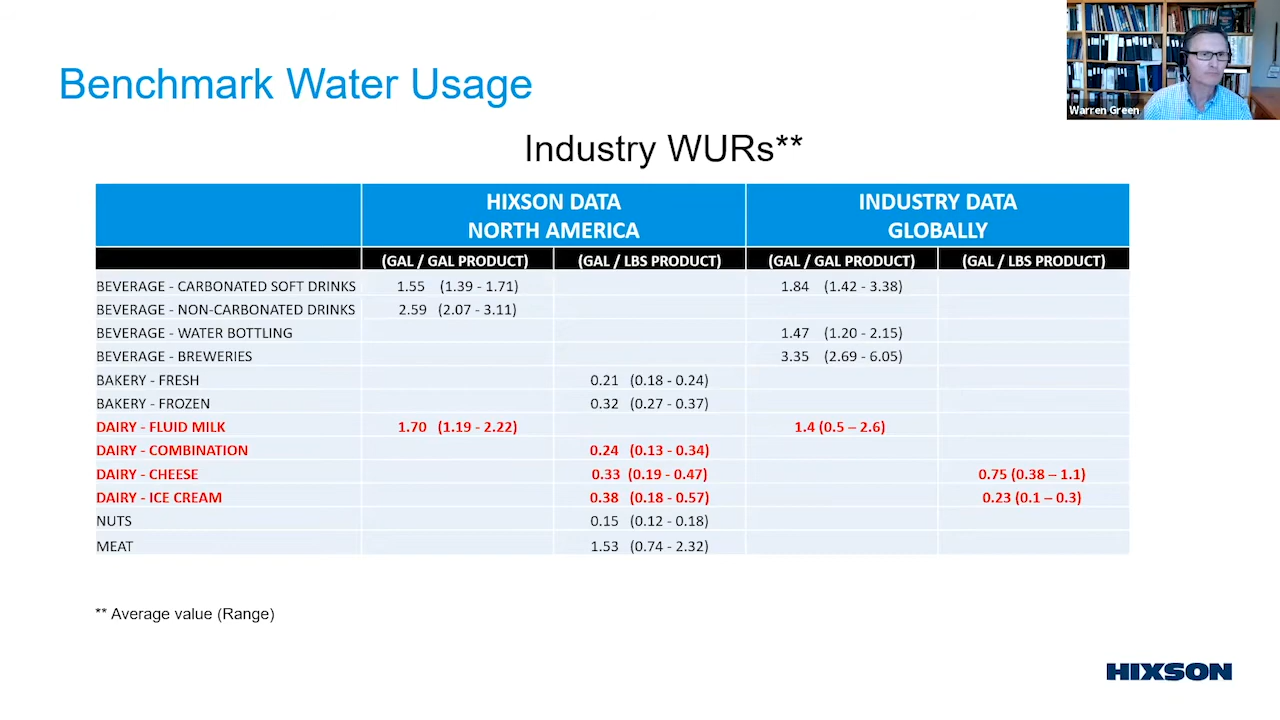 Warren Green
Benchmark Water Usage
Industry WURs**
HIXSON DATA NORTH AMERICA INDUSTRY DATA GLOBALLY
(GAL / GAL PRODUCT) (GAL / LBS PRODUCT) (GAL / GAL PRODUCT) (GAL / LBS PRODUCT)
BEVERAGE - CARBONATED SOFT DRINKS 1.55 (1.39 - 1.71) 1.84 (1.42 - 3.38)
BEVERAGE - NON-CARBONATED DRINKS 2.59 (2.07 - 3.11)
BEVERAGE - WATER BOTTLING 1.47 (1.20 - 2.15)
BEVERAGE - BREWERIES 3.35 (2.69 - 6.05)
BAKERY - FRESH 0.21 (0.18 - 0.24)
BAKERY - FROZEN 0.32 (0.27 - 0.37)
DAIRY - FLUID MILK 1.70 (1.19 - 2.22) 1.4 (0.5 – 2.6)
DAIRY - COMBINATION 0.24 (0.13 - 0.34)
DAIRY - CHEESE 0.33 (0.19 - 0.47) 0.75 (0.38 – 1.1)
DAIRY - ICE CREAM 0.38 (0.18 - 0.57) 0.23 (0.1 – 0.3)
NUTS 0.15 (0.12 - 0.18)
MEAT 1.53 (0.74 - 2.32)
** Average value (Range)
HIXSON